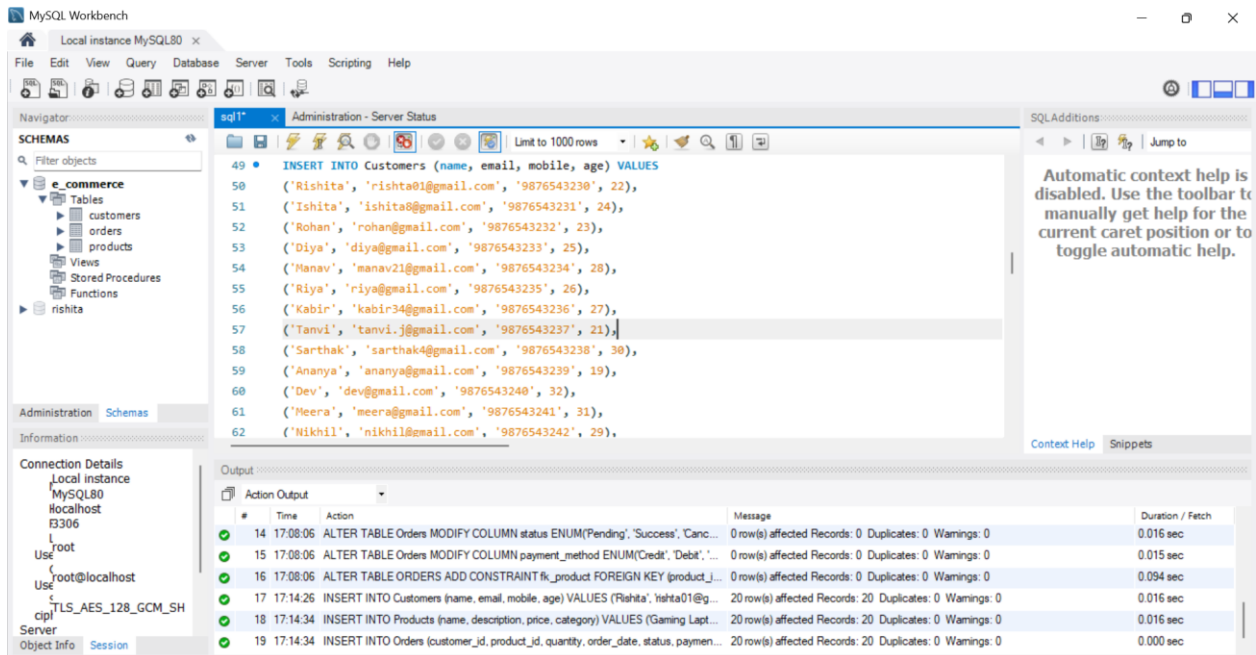 MySQL Workbench
Local instance MySQL80
File Edit View Query Database Server Tools Scripting Help
Navigator
SCHEMAS
Filter objects
e_commerce
Tables
customers
orders
products
Views
Stored Procedures
Functions
rishita
Administration Schemas
Information
Connection Details
Local instance
MySQL80
localhost
3306
root
Use
root@localhost
Use
TLS_AES_128_GCM_SH
cipl
Server
Object Info Session
sql1* Administration - Server Status
Limit to 1000 rows
49 INSERT INTO Customers (name, email, mobile, age) VALUES
50 ('Rishita', 'rishta01@gmail.com', '9876543230', 22),
51 ('Ishita', 'ishita8@gmail.com', '9876543231', 24),
52 ('Rohan', 'rohan@gmail.com', '9876543232', 23),
53 ('Diya', 'diya@gmail.com', '9876543233', 25),
54 ('Manav', 'manav21@gmail.com', '9876543234', 28),
55 ('Riya', 'riya@gmail.com', '9876543235', 26),
56 ('Kabir', 'kabir34@gmail.com', '9876543236', 27),
57 ('Tanvi', 'tanvi.j@gmail.com', '9876543237', 21),
58 ('Sarthak', 'sarthak4@gmail.com', '9876543238', 30),
59 ('Ananya', 'ananya@gmail.com', '9876543239', 19),
60 ('Dev', 'dev@gmail.com', '9876543240', 32),
61 ('Meera', 'meera@gmail.com', '9876543241', 31),
62 ('Nikhil', 'nikhil@gmail.com', '9876543242', 29),
SQLAdditions
Jump to
Automatic context help is
disabled. Use the toolbar to
manually get help for the
current caret position or to
toggle automatic help.
Context Help Snippets
Output
Action Output
# Time Action Message Duration / Fetch
14 17:08:06 ALTER TABLE Orders MODIFY COLUMN status ENUM('Pending', 'Success', 'Canc... 0 row(s) affected Records: 0 Duplicates: 0 Warnings: 0 0.016 sec
15 17:08:06 ALTER TABLE Orders MODIFY COLUMN payment_method ENUM('Credit', 'Debit', '... 0 row(s) affected Records: 0 Duplicates: 0 Warnings: 0 0.015 sec
16 17:08:06 ALTER TABLE ORDERS ADD CONSTRAINT fk_product FOREIGN KEY (product_i... 0 row(s) affected Records: 0 Duplicates: 0 Warnings: 0 0.094 sec
17 17:14:26 INSERT INTO Customers (name, email, mobile, age) VALUES ('Rishita', 'rishta01@g... 20 row(s) affected Records: 20 Duplicates: 0 Warnings: 0 0.016 sec
18 17:14:34 INSERT INTO Products (name, description, price, category) VALUES ('Gaming Lapt... 20 row(s) affected Records: 20 Duplicates: 0 Warnings: 0 0.016 sec
19 17:14:34 INSERT INTO Orders (customer_id, product_id, quantity, order_date, status, paymen... 20 row(s) affected Records: 20 Duplicates: 0 Warnings: 0 0.000 sec